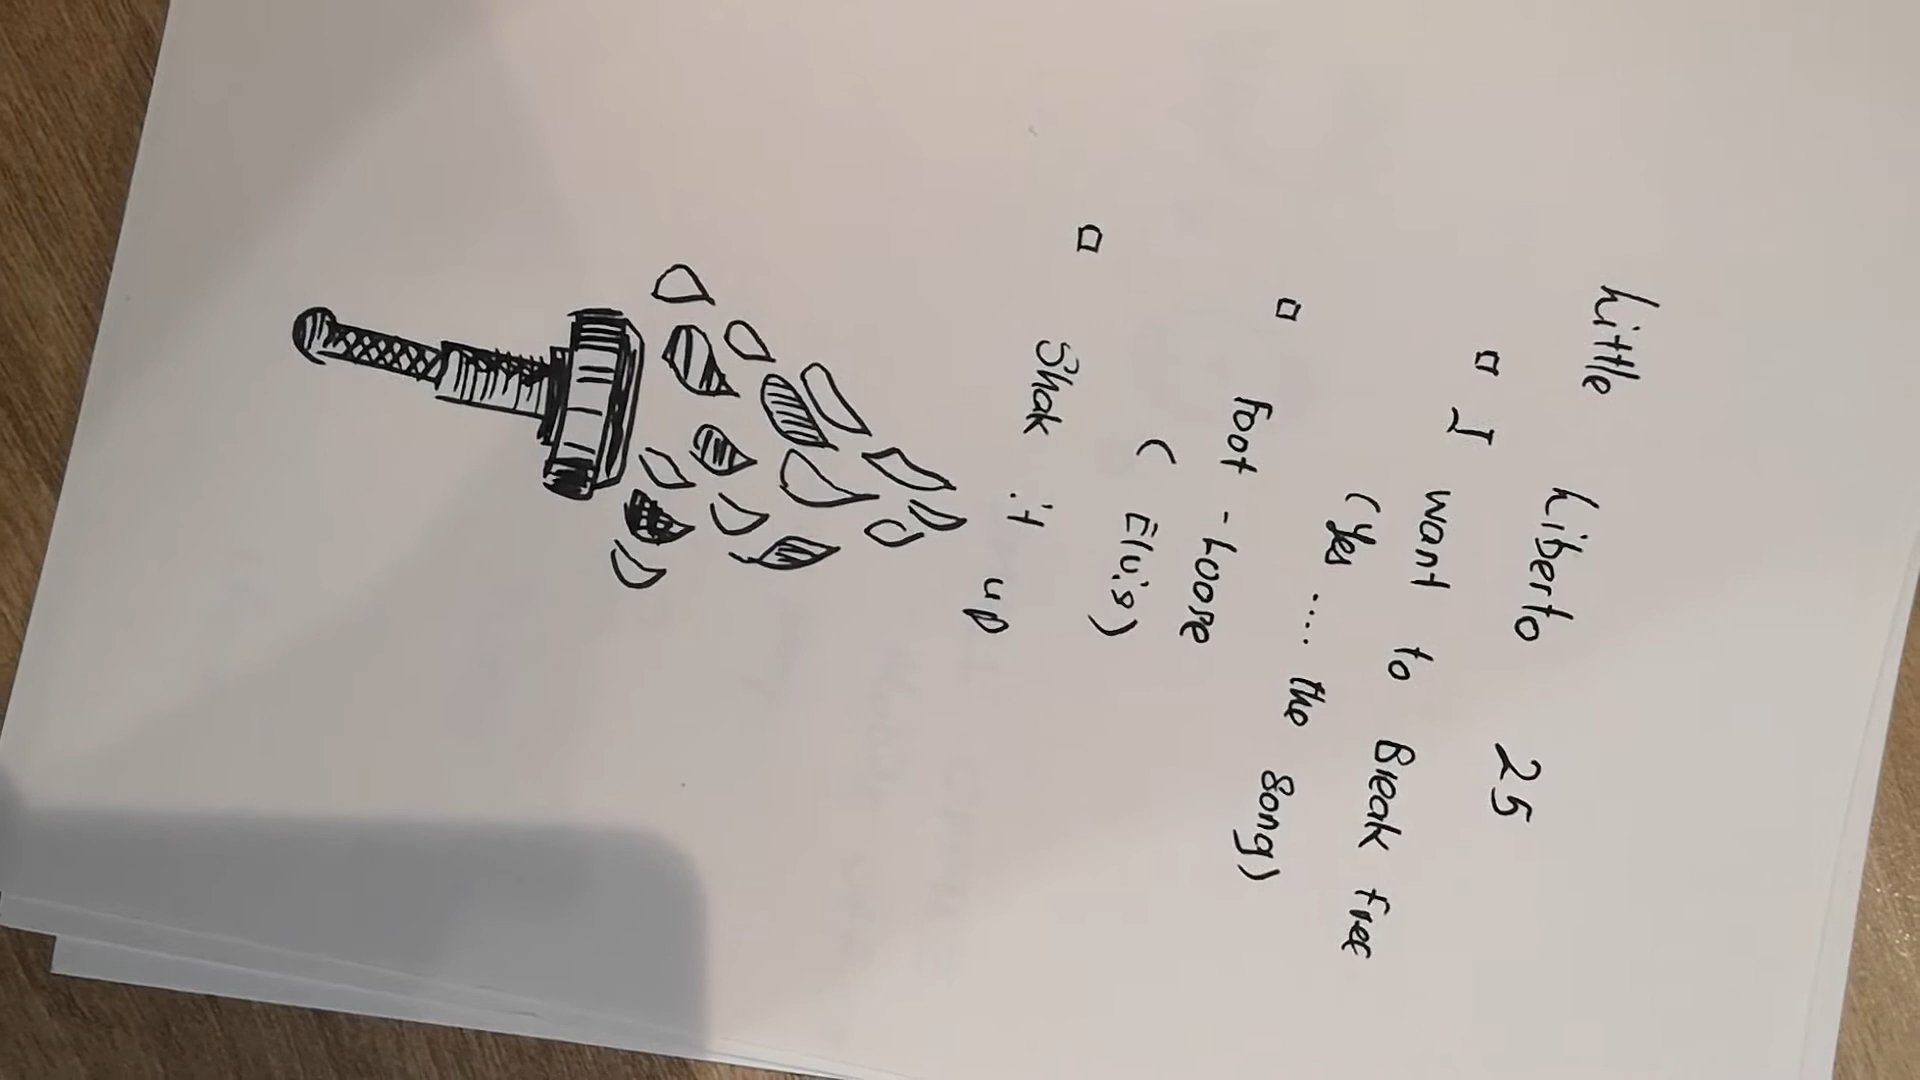 Little Liberto 25
▫ I want to Break free
(Yes ..... the song)
▫ Foot - Loose
( Elvis)
▫ Shak it up